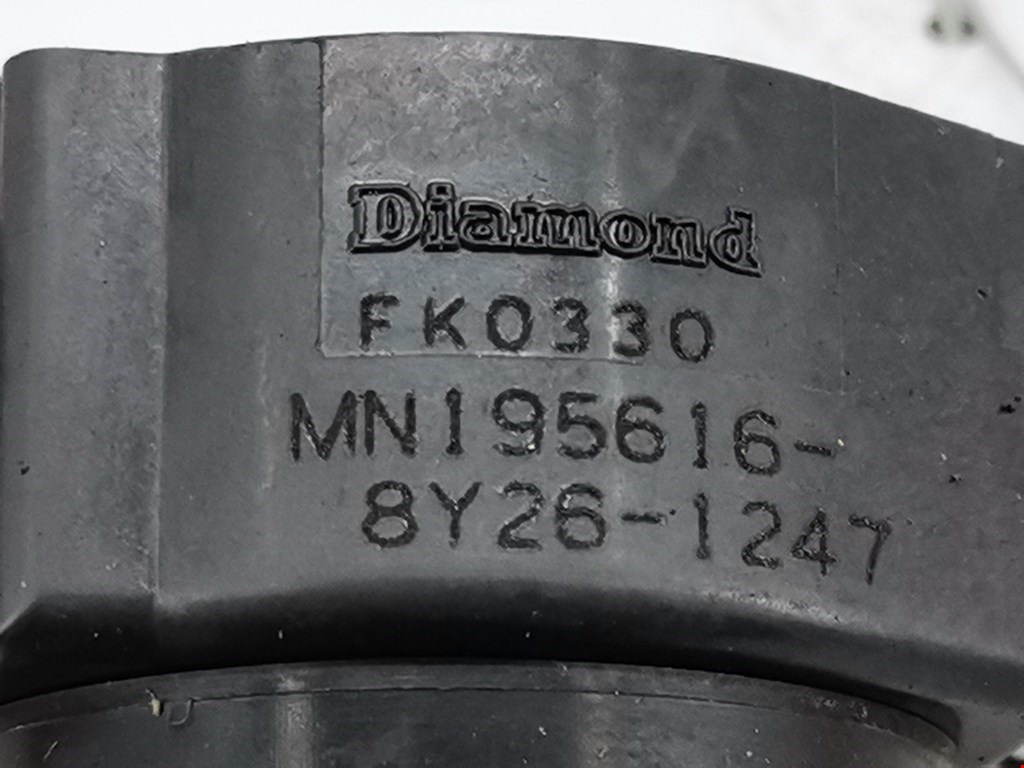 Diamond
FK0330
MN195616-
8Y26-1247